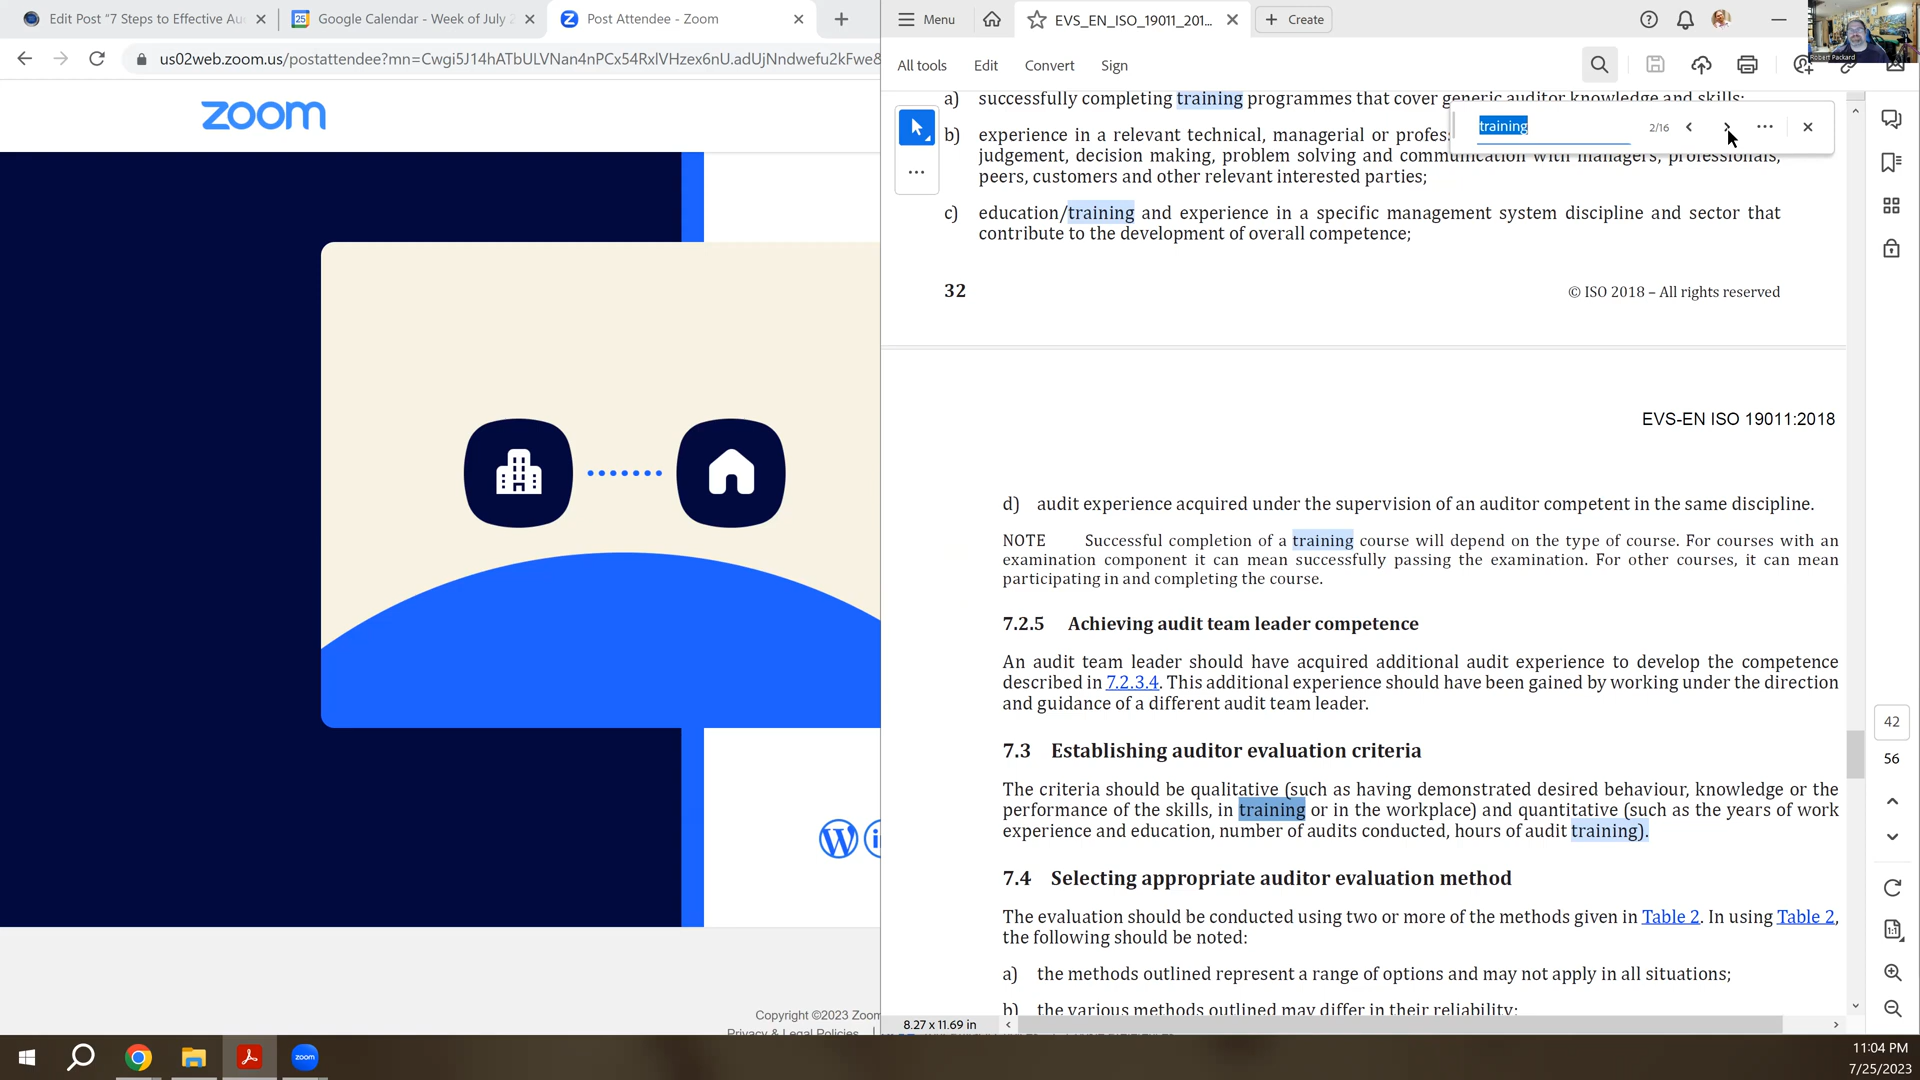 Edit Post "7 Steps to Effective Au
Google Calendar - Week of July 2
Post Attendee - Zoom
us02web.zoom.us/postattendee?mn=Cwgi5J14hATbULVNan4nPCx54RxlVHzex6nU.adUjNndwefu2kFwe8
zoom
Copyright ©2023 Zoom
Privacy & Legal Policies
Menu
EVS_EN_ISO_19011_201...
Create
Robert Packard
All tools
Edit
Convert
Sign
training
2/16
a) successfully completing training programmes that cover generic auditor knowledge and skills;
b) experience in a relevant technical, managerial or profes
judgement, decision making, problem solving and communication with managers, professionals,
peers, customers and other relevant interested parties;
c) education/training and experience in a specific management system discipline and sector that
contribute to the development of overall competence;
32
© ISO 2018 – All rights reserved
EVS-EN ISO 19011:2018
d) audit experience acquired under the supervision of an auditor competent in the same discipline.
NOTE Successful completion of a training course will depend on the type of course. For courses with an
examination component it can mean successfully passing the examination. For other courses, it can mean
participating in and completing the course.
7.2.5 Achieving audit team leader competence
An audit team leader should have acquired additional audit experience to develop the competence
described in 7.2.3.4. This additional experience should have been gained by working under the direction
and guidance of a different audit team leader.
7.3 Establishing auditor evaluation criteria
The criteria should be qualitative (such as having demonstrated desired behaviour, knowledge or the
performance of the skills, in training or in the workplace) and quantitative (such as the years of work
experience and education, number of audits conducted, hours of audit training).
7.4 Selecting appropriate auditor evaluation method
The evaluation should be conducted using two or more of the methods given in Table 2. In using Table 2,
the following should be noted:
a) the methods outlined represent a range of options and may not apply in all situations;
b) the various methods outlined may differ in their reliability;
42
56
8.27 x 11.69 in
zoom
11:04 PM
7/25/2023